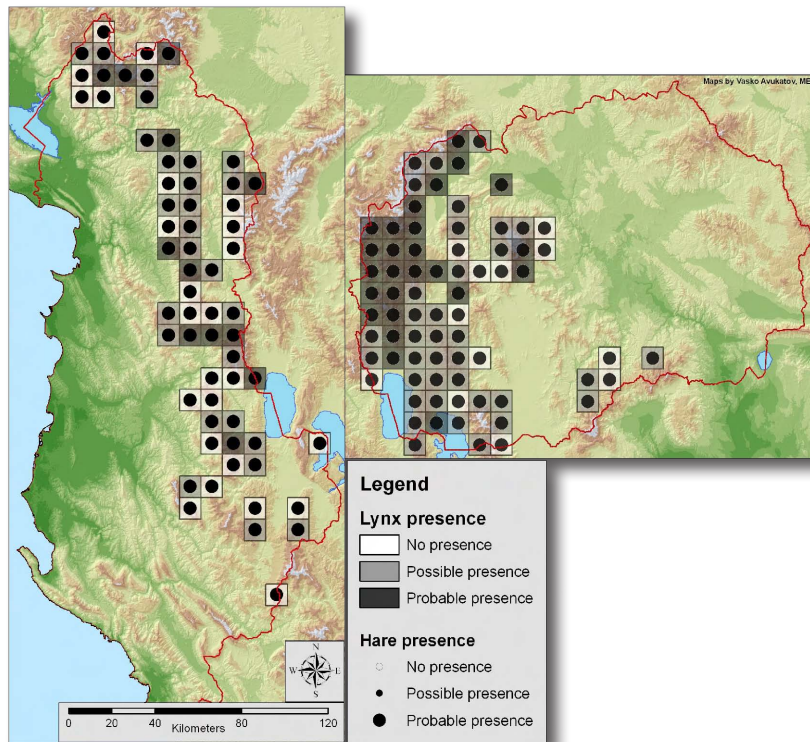 Maps by Vasko Avukatov, ME
Legend
Lynx presence
No presence
Possible presence
Probable presence
Hare presence
No presence
Possible presence
Probable presence
N
W E
S
0 20 40 80 120
Kilometers